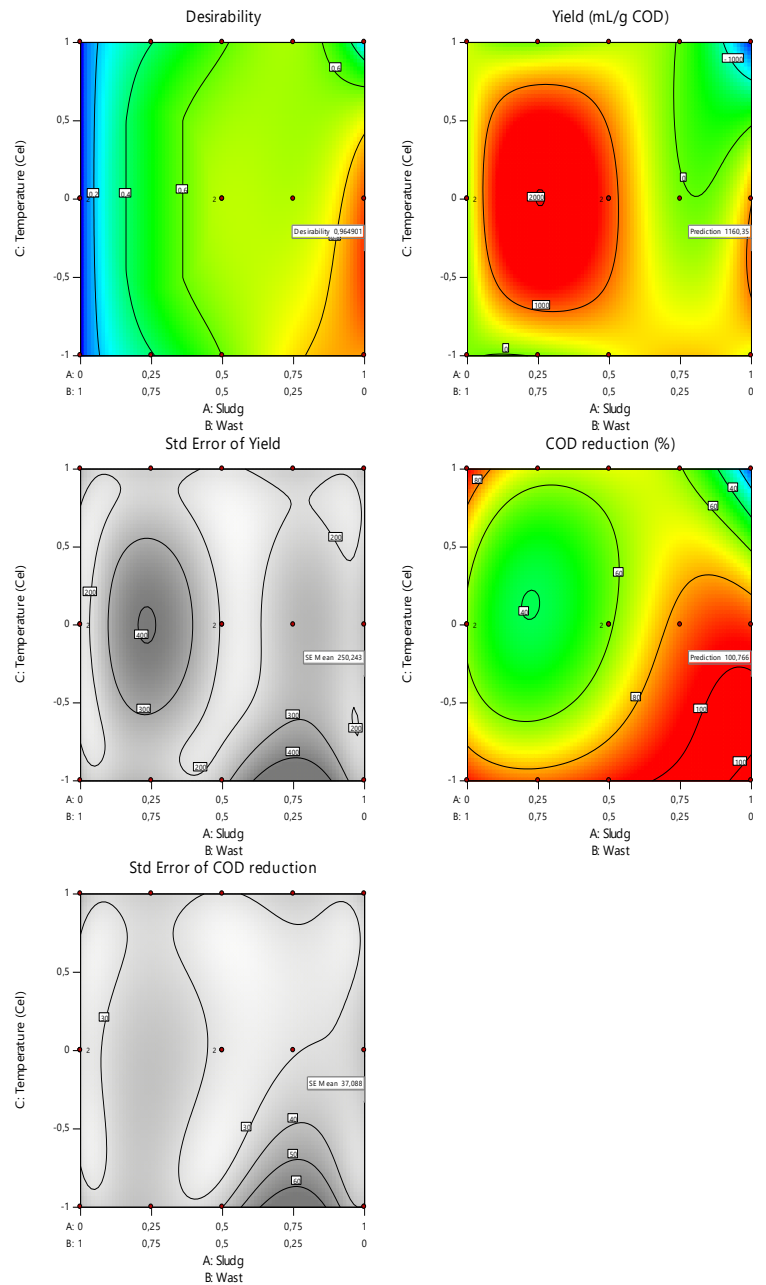 Desirability
1
0,5
0
-0,5
-1
C: Temperature (Cel)
0.2
0.4
0.6
0.6
2
2
Desirability 0,964901
A: 0 0,25 0,5 0,75 1
B: 1 0,75 0,5 0,25 0
A: Sludg
B: Wast
Yield (mL/g COD)
1
0,5
0
-0,5
-1
C: Temperature (Cel)
-1000
0
2000
1000
0
2
2
Prediction 1160,35
A: 0 0,25 0,5 0,75 1
B: 1 0,75 0,5 0,25 0
A: Sludg
B: Wast
Std Error of Yield
1
0,5
0
-0,5
-1
C: Temperature (Cel)
200
200
400
300
300
200
400
200
2
2
SE Mean 250,243
A: 0 0,25 0,5 0,75 1
B: 1 0,75 0,5 0,25 0
A: Sludg
B: Wast
COD reduction (%)
1
0,5
0
-0,5
-1
C: Temperature (Cel)
80
40
60
60
40
80
100
100
2
2
Prediction 100,766
A: 0 0,25 0,5 0,75 1
B: 1 0,75 0,5 0,25 0
A: Sludg
B: Wast
Std Error of COD reduction
1
0,5
0
-0,5
-1
C: Temperature (Cel)
30
2
2
SE Mean 37,088
40
30
50
60
A: 0 0,25 0,5 0,75 1
B: 1 0,75 0,5 0,25 0
A: Sludg
B: Wast